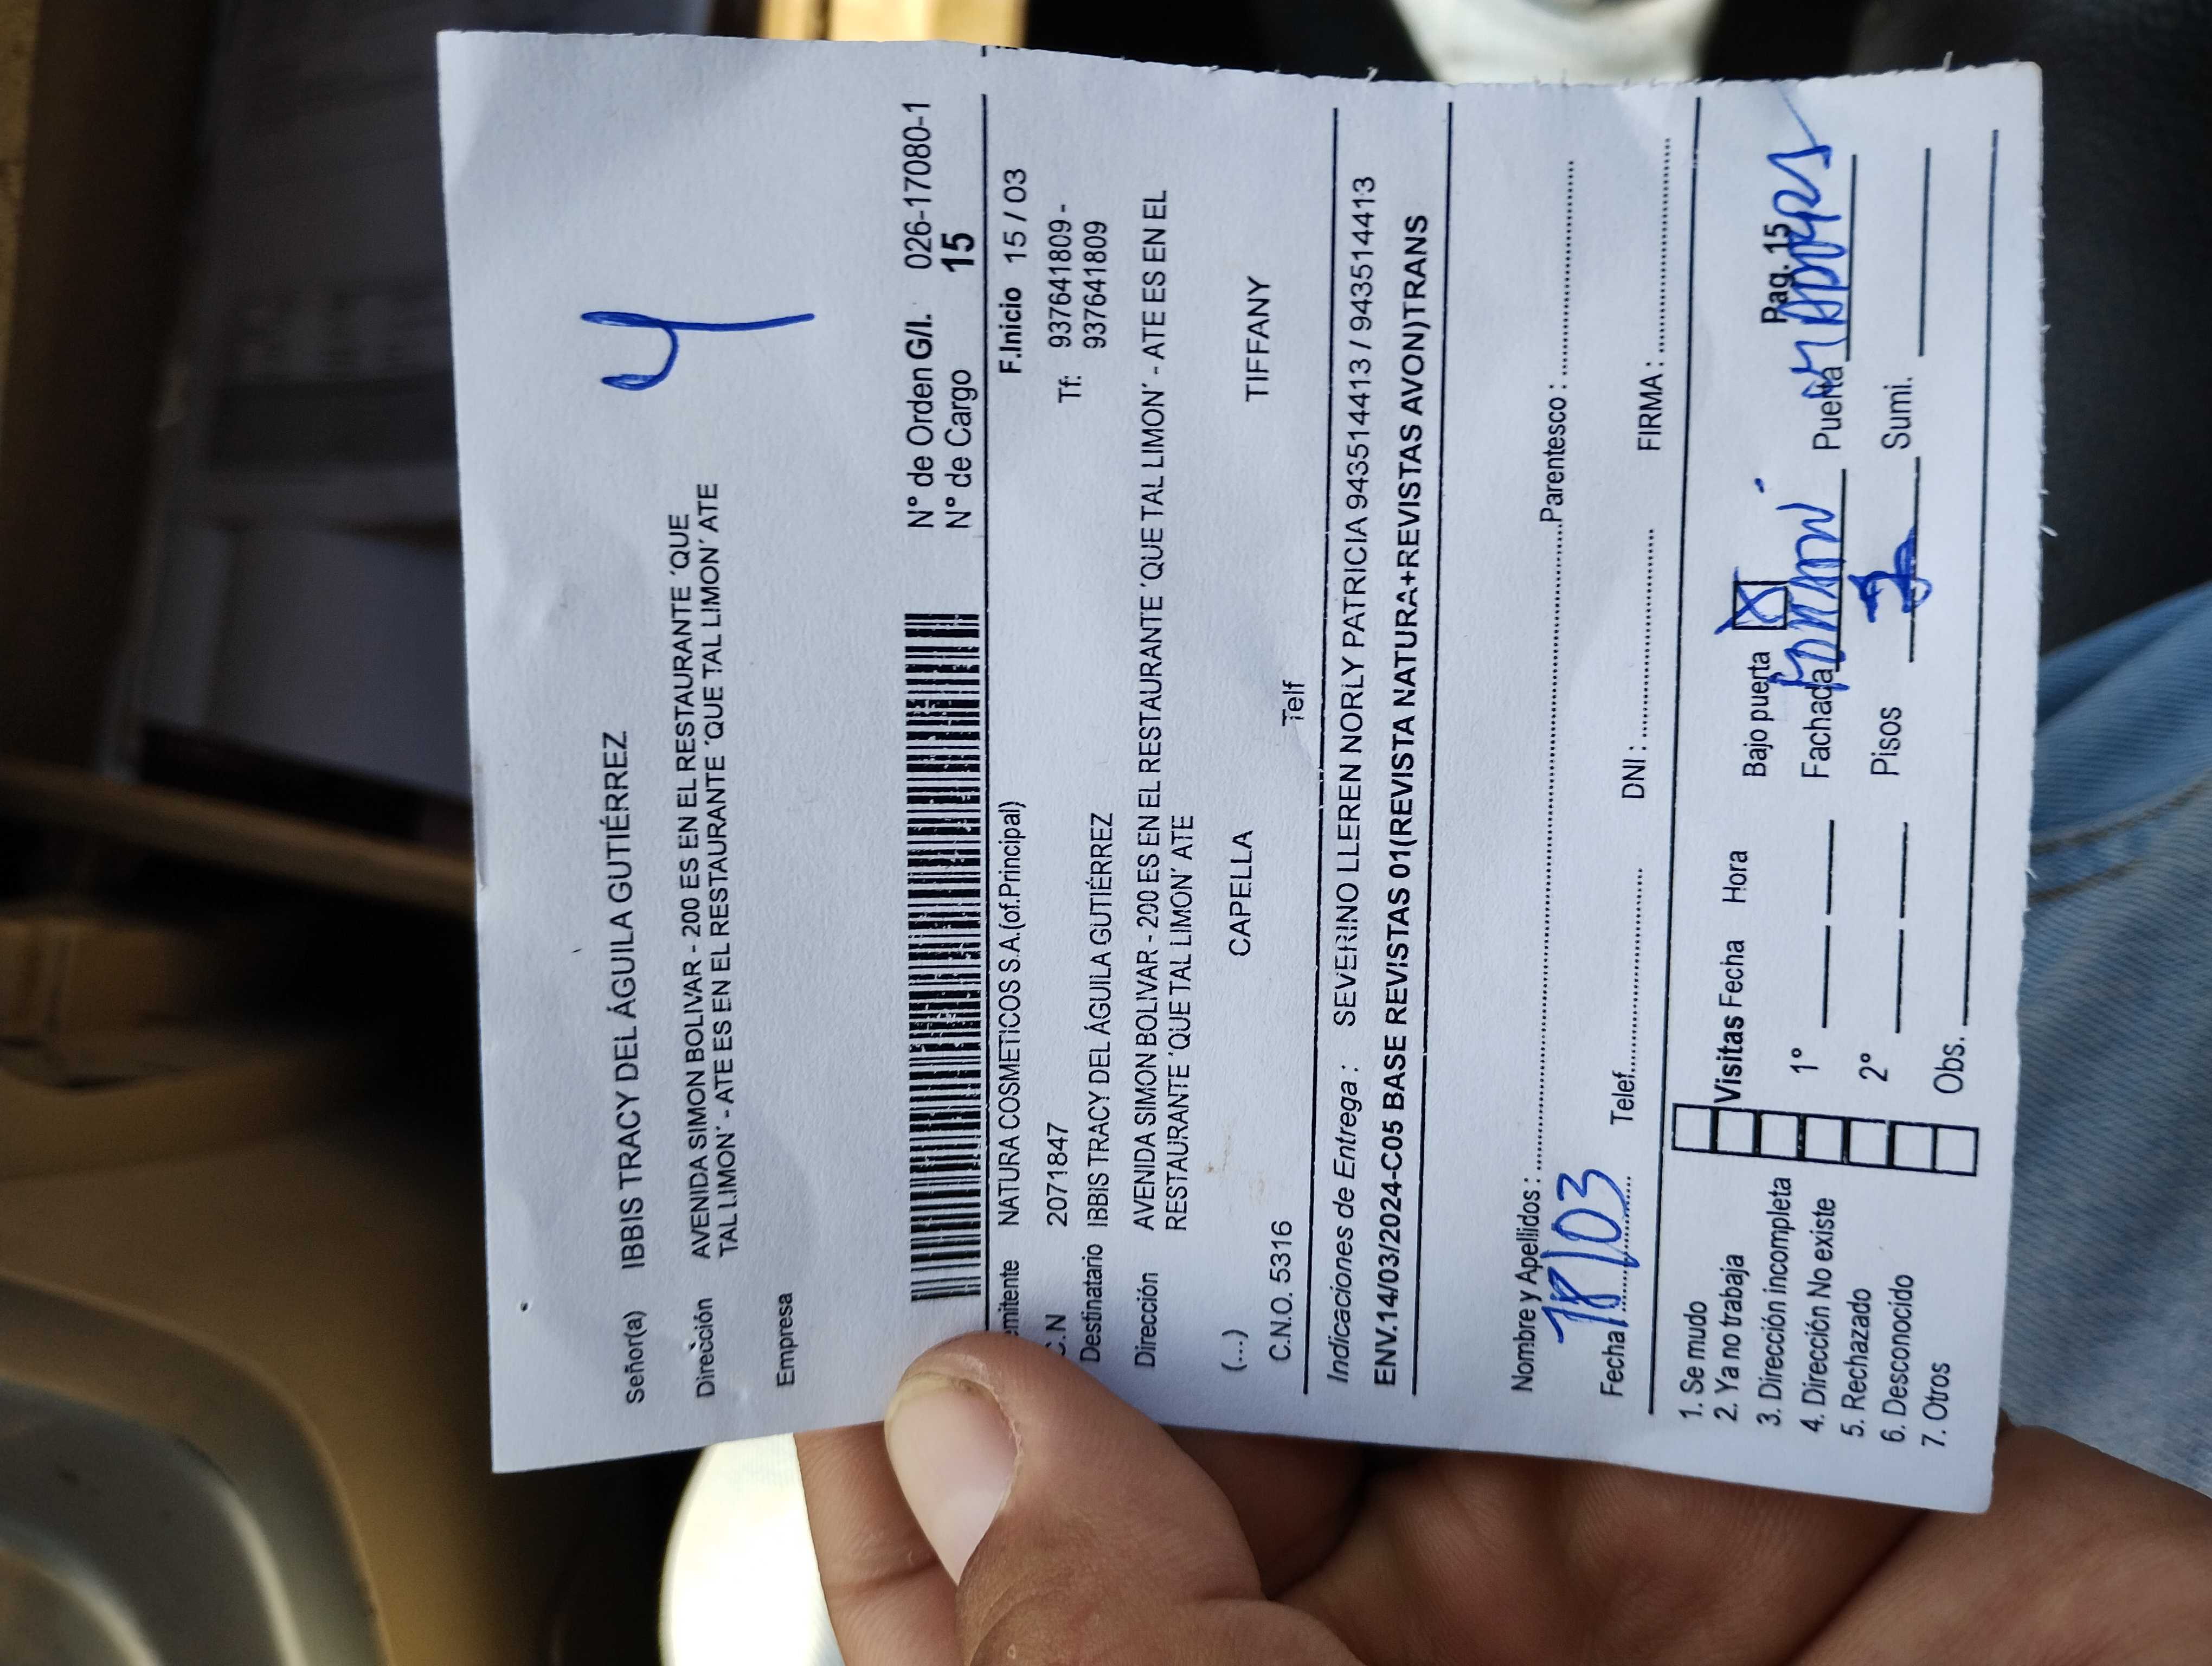 4
Señor(a) IBBIS TRACY DEL ÁGUILA GUTIÉRREZ
Dirección AVENIDA SIMON BOLIVAR - 200 ES EN EL RESTAURANTE ´QUE
TAL LIMON´ - ATE ES EN EL RESTAURANTE ´QUE TAL LIMON´ ATE
Empresa
N° de Orden G/I. 026-17080-1
N° de Cargo 15
emitente NATURA COSMETICOS S.A.(of.Principal) F.Inicio 15 / 03
C.N 2071847 Tf: 937641809 -
Destinatario IBBIS TRACY DEL ÁGUILA GUTIÉRREZ 937641809
Dirección AVENIDA SIMON BOLIVAR - 200 ES EN EL RESTAURANTE ´QUE TAL LIMON´ - ATE ES EN EL
RESTAURANTE ´QUE TAL LIMON´ ATE
(...) CAPELLA TIFFANY
C.N.O. 5316 Telf
Indicaciones de Entrega : SEVERINO LLEREN NORLY PATRICIA 943514413 / 943514413
ENV.14/03/2024-C05 BASE REVISTAS 01(REVISTA NATURA+REVISTAS AVON)TRANS
Nombre y Apellidos : Parentesco :
Fecha 18/03 Telef. DNI : FIRMA :
1. Se mudo
2. Ya no trabaja
3. Dirección incompleta
4. Dirección No existe
5. Rechazado
6. Desconocido
7. Otros
Visitas Fecha Hora Bajo puerta X Pag. 15
1° Fachada Puerta
2° Pisos 2 Sumi.
Obs.